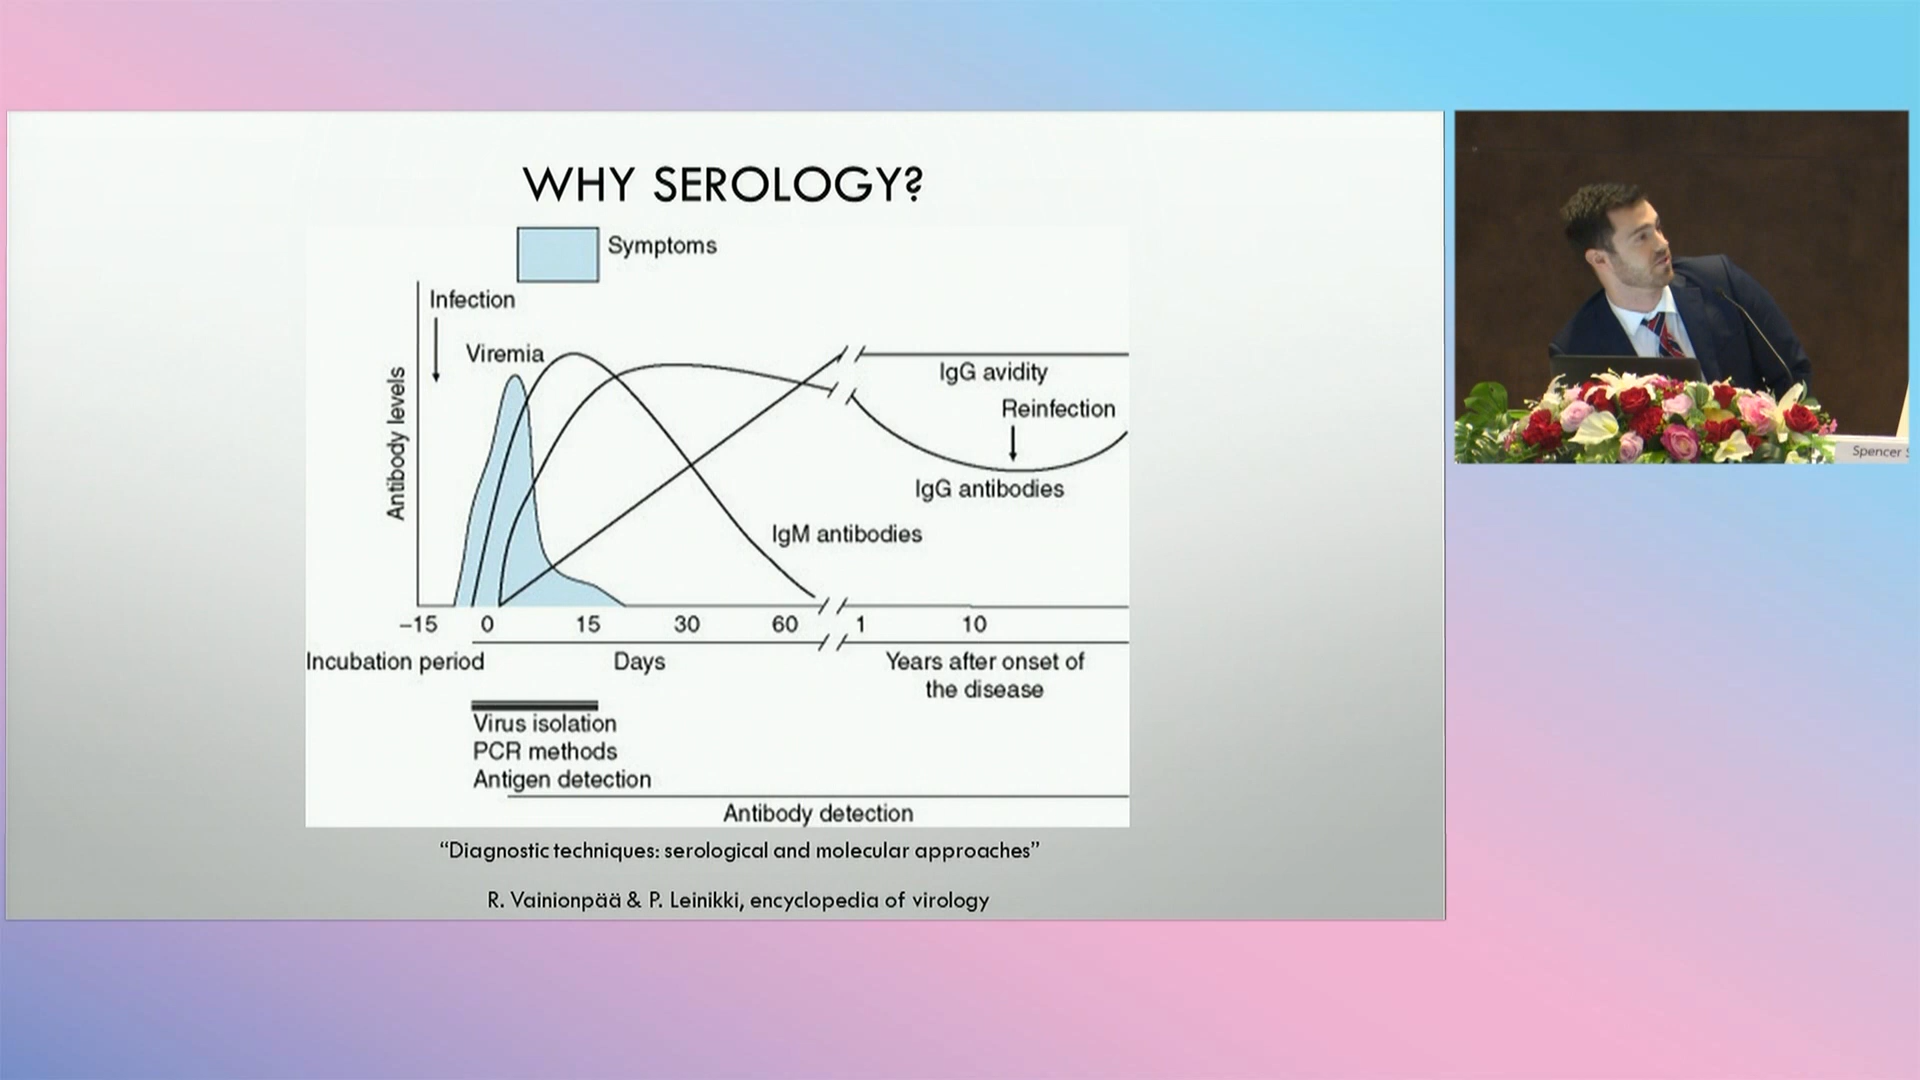 WHY SEROLOGY?
Symptoms
Infection
Viremia
Antibody levels
IgG avidity
Reinfection
IgG antibodies
IgM antibodies
–15 0 15 30 60 1 10
Incubation period Days Years after onset of
the disease
Virus isolation
PCR methods
Antigen detection
Antibody detection
“Diagnostic techniques: serological and molecular approaches”
R. Vainionpää & P. Leinikki, encyclopedia of virology
Spencer S